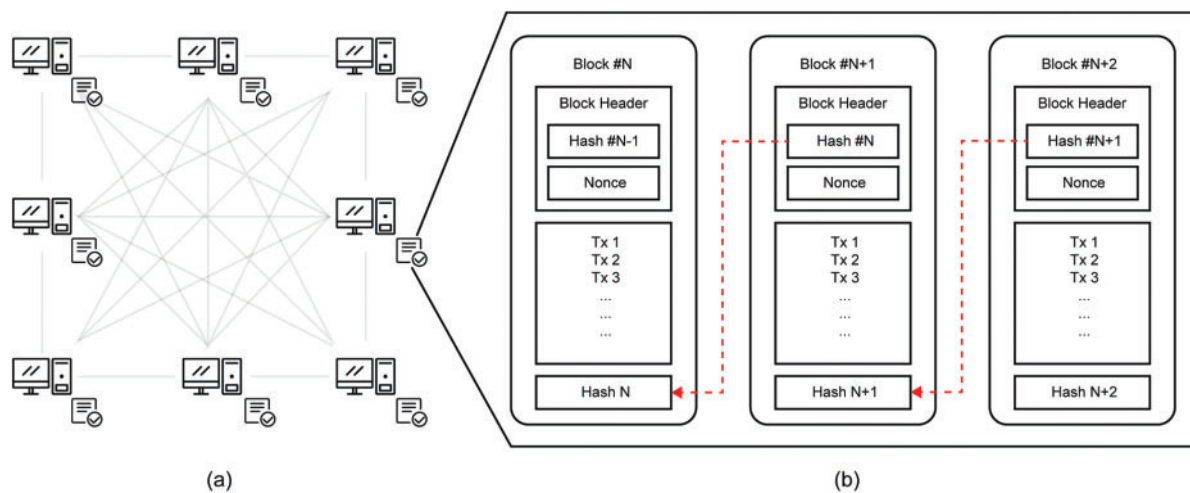 Block #N
Block Header
Hash #N-1
Nonce
Tx 1
Tx 2
Tx 3
...
...
...
Hash N
Block #N+1
Block Header
Hash #N
Nonce
Tx 1
Tx 2
Tx 3
...
...
...
Hash N+1
Block #N+2
Block Header
Hash #N+1
Nonce
Tx 1
Tx 2
Tx 3
...
...
...
Hash N+2
(a)
(b)